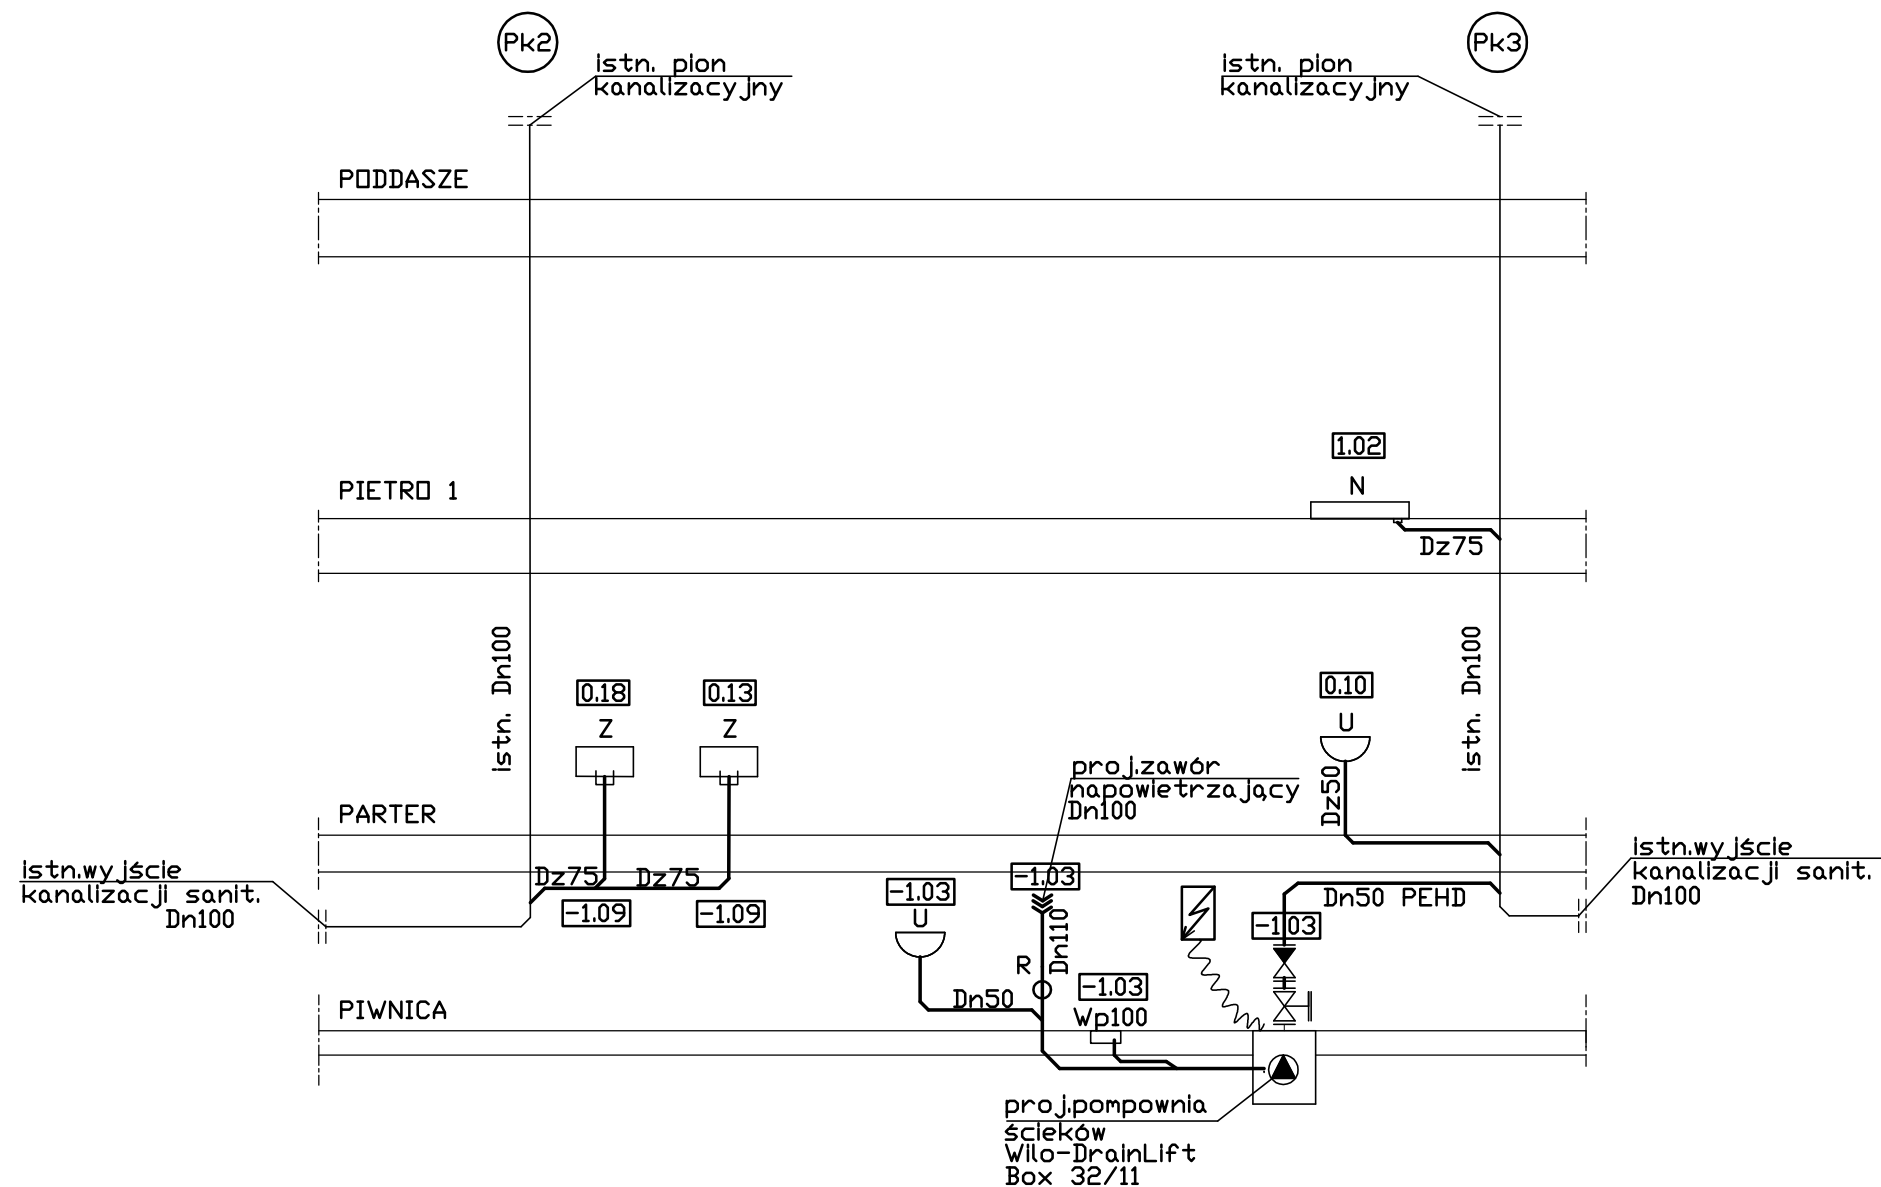 Pk2
Pk3
istn. pion
kanalizacyjny
istn. pion
kanalizacyjny
PODDASZE
1.02
N
PIETRO 1
Dz75
istn. Dn100
istn. Dn100
0.18
0.13
0.10
Z
Z
U
Dz50
proj.zawór
napowietrzający
Dn100
PARTER
istn.wyjście
kanalizacji sanit.
Dn100
istn.wyjście
kanalizacji sanit.
Dn100
Dz75
Dz75
-1.03
-1.03
Dn50 PEHD
-1.09
-1.09
U
-1.03
Dn110
R
-1.03
Dn50
PIWNICA
Wp100
proj.pompownia
ścieków
Wilo-DrainLift
Box 32/11